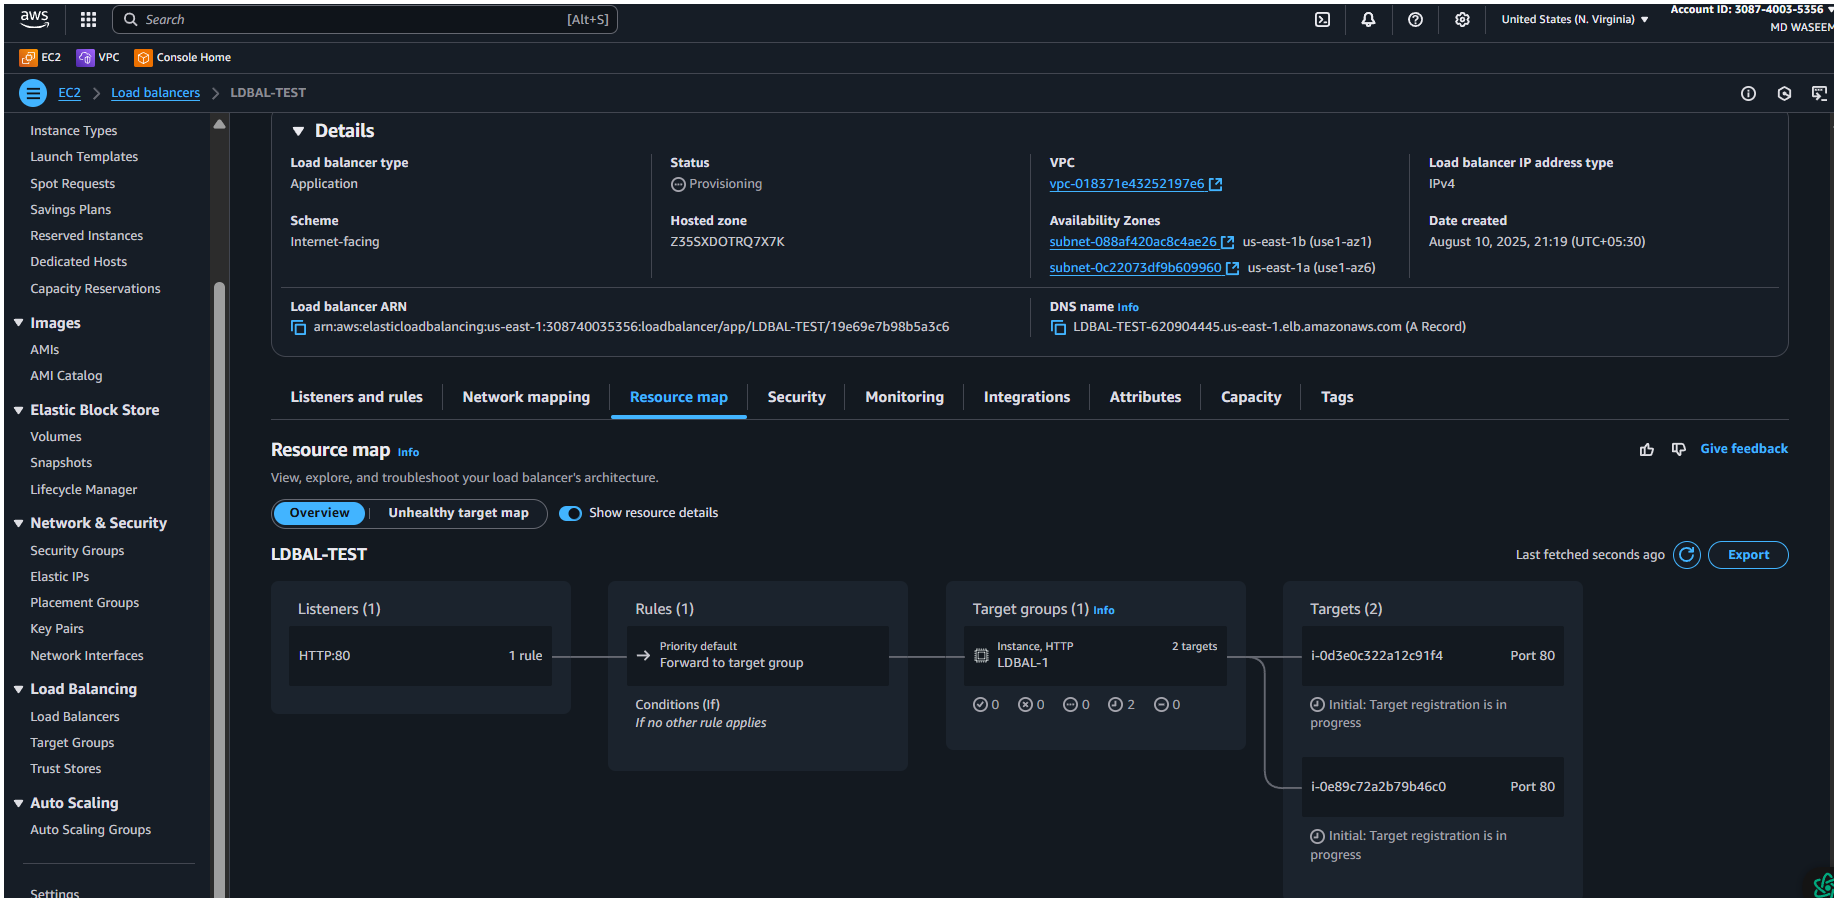 aws
Search
[Alt+S]
United States (N. Virginia)
Account ID: 3087-4003-5356
MD WASEEM
EC2
VPC
Console Home
EC2
Load balancers
LDBAL-TEST
Instance Types
Launch Templates
Spot Requests
Savings Plans
Reserved Instances
Dedicated Hosts
Capacity Reservations
Images
AMIs
AMI Catalog
Elastic Block Store
Volumes
Snapshots
Lifecycle Manager
Network & Security
Security Groups
Elastic IPs
Placement Groups
Key Pairs
Network Interfaces
Load Balancing
Load Balancers
Target Groups
Trust Stores
Auto Scaling
Auto Scaling Groups
Settings
Details
Load balancer type
Application
Status
Provisioning
VPC
vpc-018371e43252197e6
Load balancer IP address type
IPv4
Scheme
Internet-facing
Hosted zone
Z35SXDOTRQ7X7K
Availability Zones
subnet-088af420ac8c4ae26 us-east-1b (use1-az1)
subnet-0c22073df9b609960 us-east-1a (use1-az6)
Date created
August 10, 2025, 21:19 (UTC+05:30)
Load balancer ARN
arn:aws:elasticloadbalancing:us-east-1:308740035356:loadbalancer/app/LDBAL-TEST/19e69e7b98b5a3c6
DNS name Info
LDBAL-TEST-620904445.us-east-1.elb.amazonaws.com (A Record)
Listeners and rules
Network mapping
Resource map
Security
Monitoring
Integrations
Attributes
Capacity
Tags
Resource map Info
Give feedback
View, explore, and troubleshoot your load balancer's architecture.
Overview
Unhealthy target map
Show resource details
LDBAL-TEST
Last fetched seconds ago
Export
Listeners (1)
HTTP:80 1 rule
Rules (1)
Priority default
Forward to target group
Conditions (If)
If no other rule applies
Target groups (1) Info
Instance, HTTP 2 targets
LDBAL-1
0 0 0 2 0
Targets (2)
i-0d3e0c322a12c91f4 Port 80
Initial: Target registration is in
progress
i-0e89c72a2b79b46c0 Port 80
Initial: Target registration is in
progress